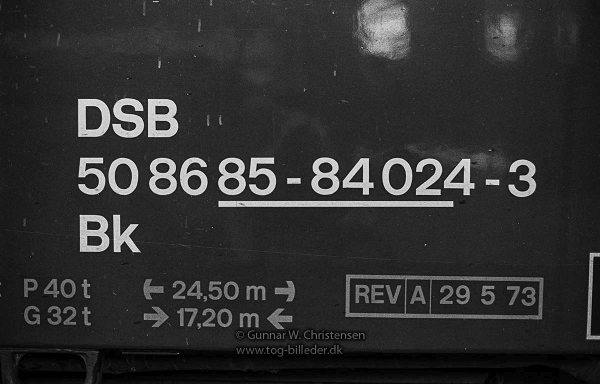 DSB
50 86 85 - 84 024 - 3
Bk
P 40 t ← 24,50 m → REV A 29 5 73
G 32 t → 17,20 m ←
© Gunnar W. Christensen
www.tog-billeder.dk